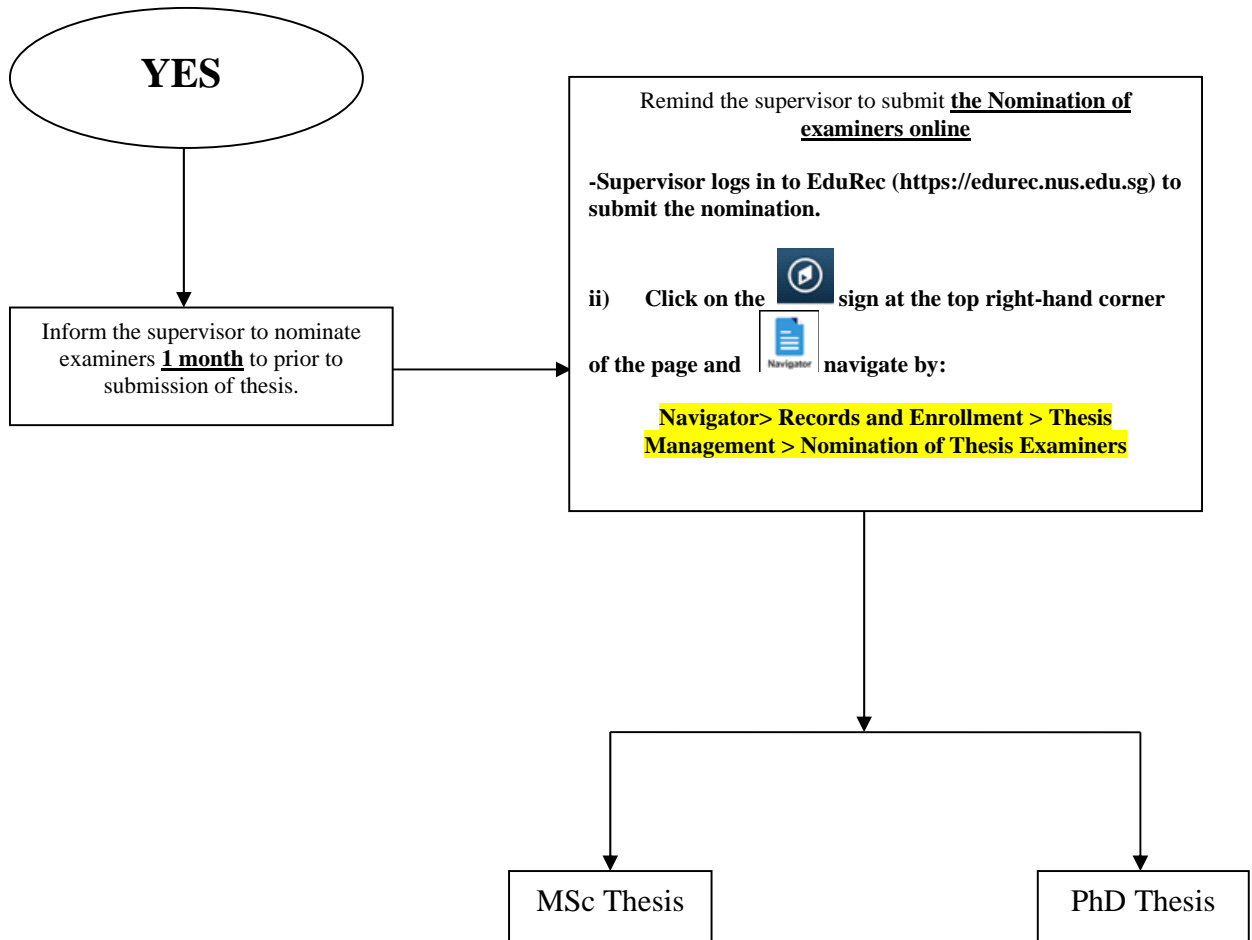 YES
Inform the supervisor to nominate
examiners 1 month to prior to
submission of thesis.
Remind the supervisor to submit the Nomination of
examiners online
-Supervisor logs in to EduRec (https://edurec.nus.edu.sg) to
submit the nomination.
ii) Click on the sign at the top right-hand corner
of the page and Navigator navigate by:
Navigator> Records and Enrollment > Thesis
Management > Nomination of Thesis Examiners
MSc Thesis
PhD Thesis